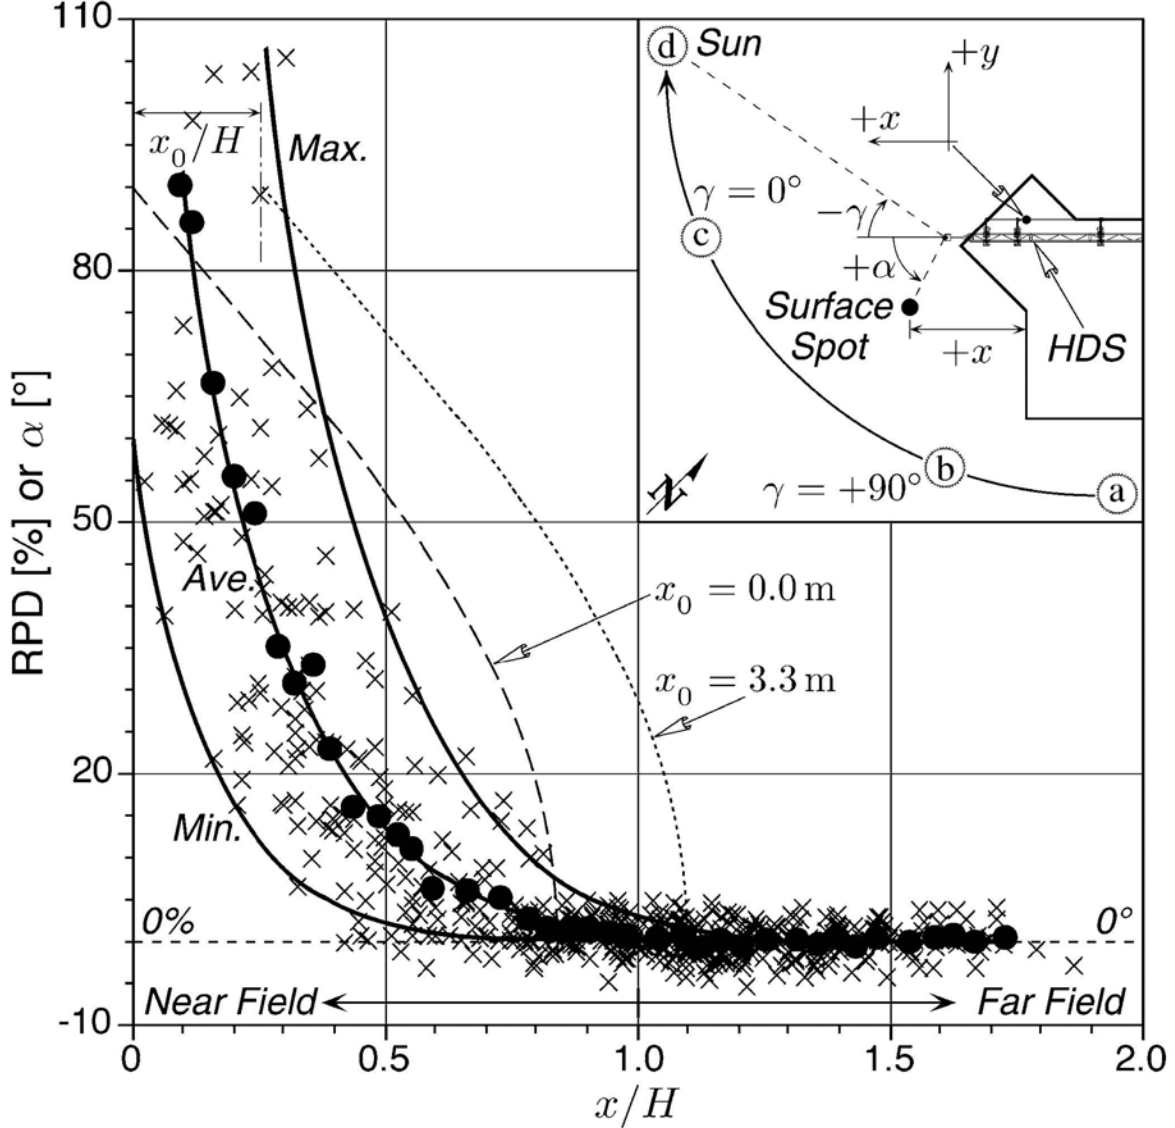 RPD [%] or α [°]
110
80
50
20
-10
x₀/H
Max.
Ave.
Min.
0%
0°
Near Field
Far Field
x₀ = 0.0 m
x₀ = 3.3 m
d Sun
+y
+x
γ = 0°
-γ
c
+α
Surface
Spot
+x
HDS
N
γ = +90°
b
a
0
0.5
1.0
1.5
2.0
x/H